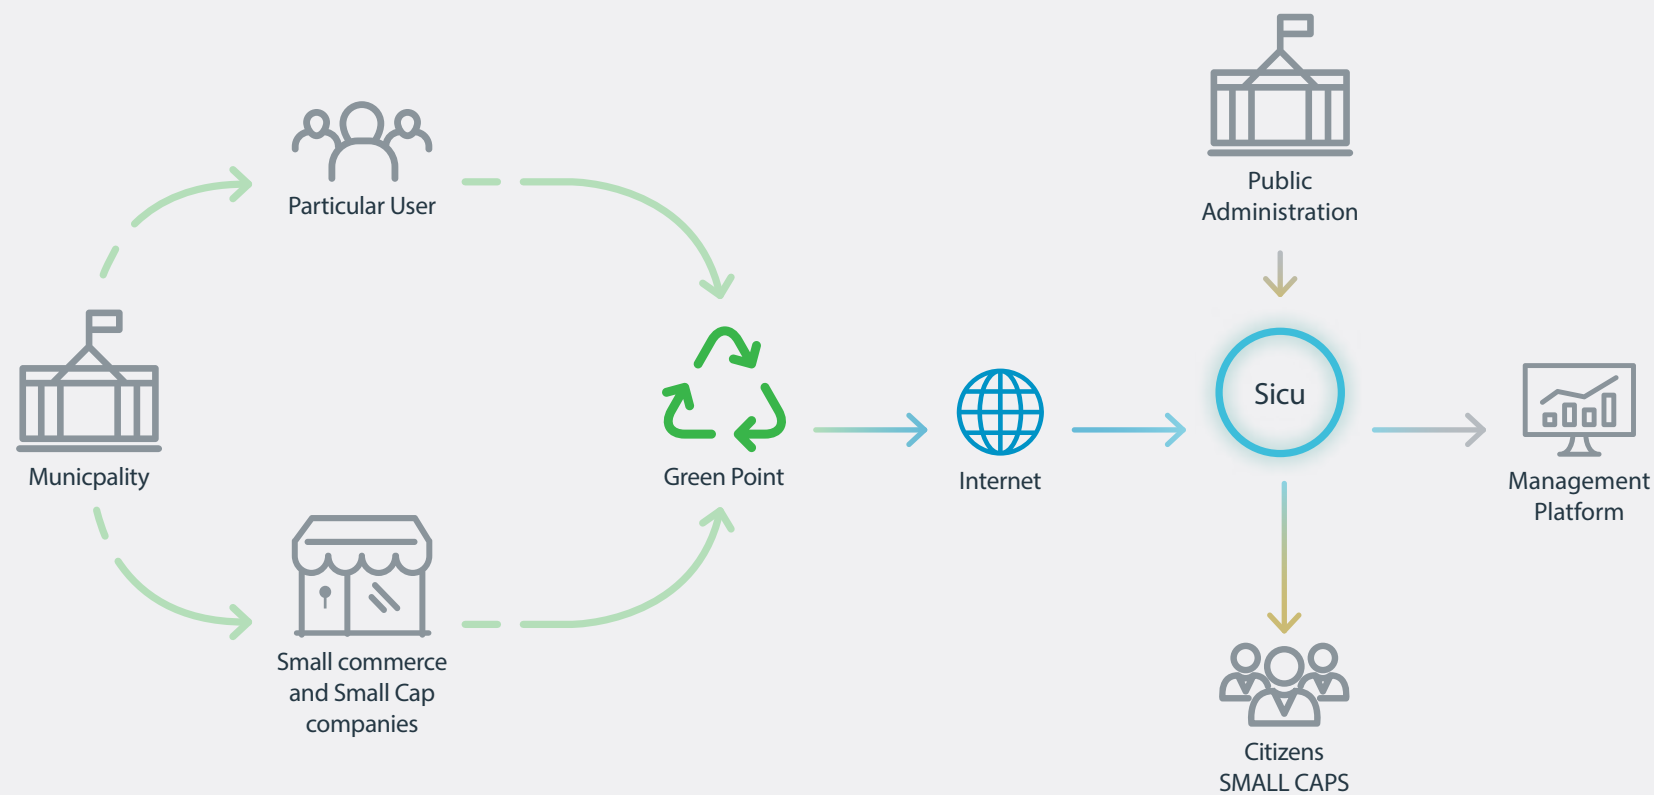 Particular User
Public
Administration
Municpality
Sicu
Green Point
Internet
Management
Platform
Small commerce
and Small Cap
companies
Citizens
SMALL CAPS